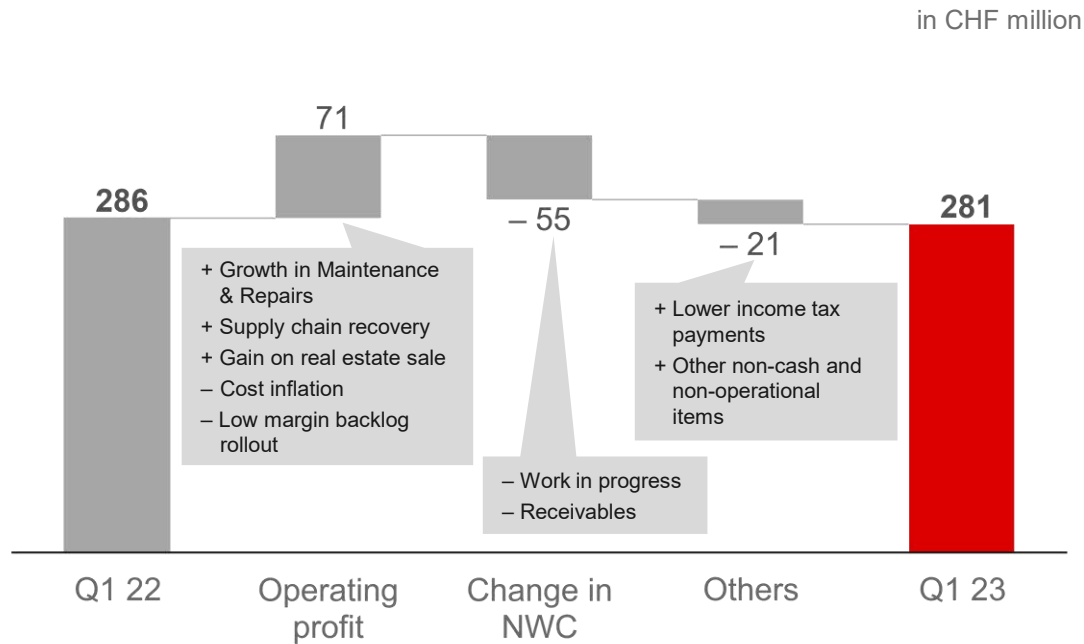 in CHF million
71
286
– 55
– 21
281
+ Growth in Maintenance
& Repairs
+ Supply chain recovery
+ Gain on real estate sale
– Cost inflation
– Low margin backlog
rollout
+ Lower income tax
payments
+ Other non-cash and
non-operational
items
– Work in progress
– Receivables
Q1 22
Operating
profit
Change in
NWC
Others
Q1 23